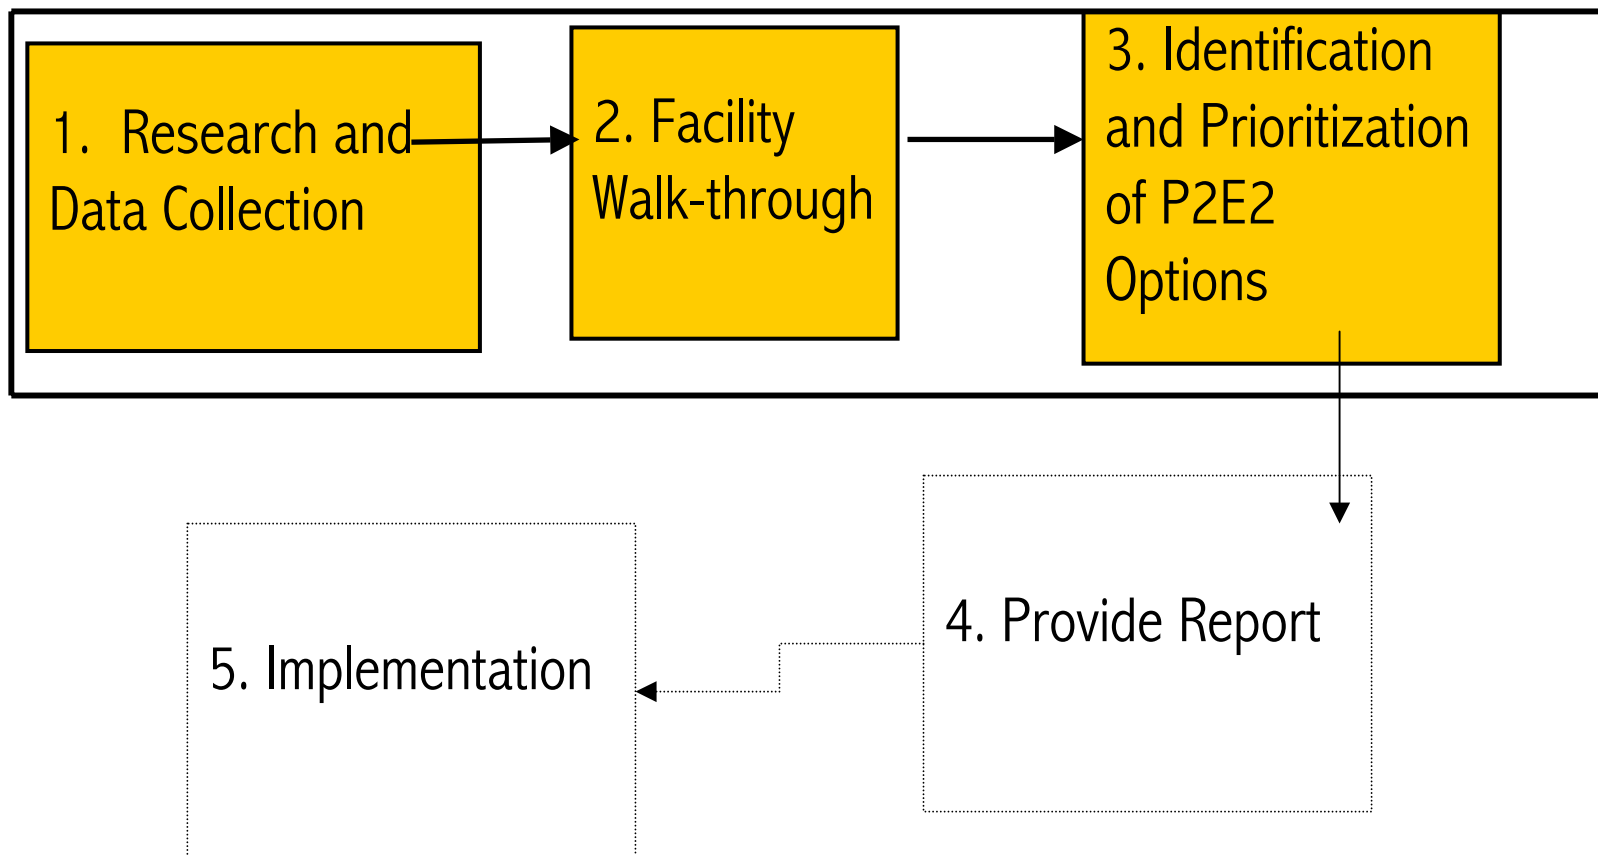 1. Research and
Data Collection
2. Facility
Walk-through
3. Identification
and Prioritization
of P2E2
Options
4. Provide Report
5. Implementation